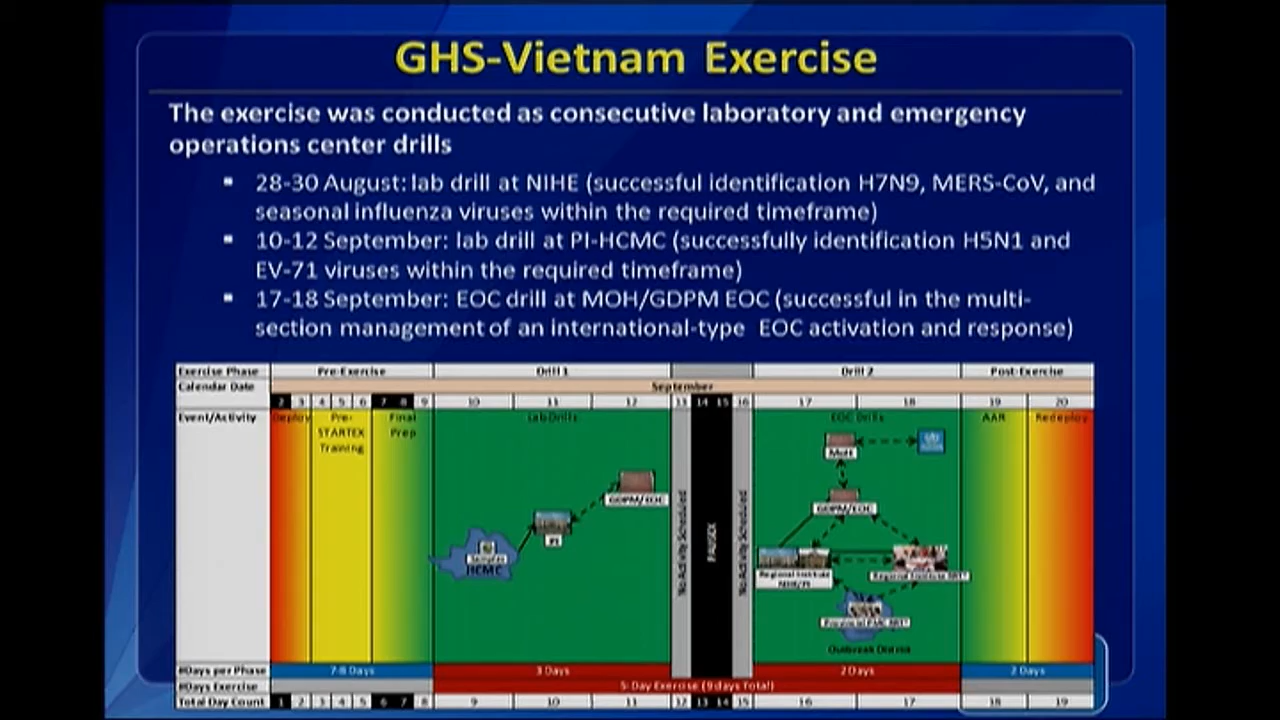 GHS-Vietnam Exercise
The exercise was conducted as consecutive laboratory and emergency
operations center drills
▪ 28-30 August: lab drill at NIHE (successful identification H7N9, MERS-CoV, and
seasonal influenza viruses within the required timeframe)
▪ 10-12 September: lab drill at PI-HCMC (successfully identification H5N1 and
EV-71 viruses within the required timeframe)
▪ 17-18 September: EOC drill at MOH/GDPM EOC (successful in the multi-
section management of an international-type EOC activation and response)
Exercise Phase Pre-Exercise Drill 1 Drill 2 Post-Exercise
Calendar Date September
2 3 4 5 6 7 8 9 10 11 12 13 14 15 16 17 18 19 20
Event/Activity Deploy Pre- Final Lab Drills EOC Drills AAR Redeploy
STARTEX Prep
Training
MoH
GDPM/EOC
GDPM/EOC
PI
Samples
HCMC
No Activity Scheduled
PAUSEX
No Activity Scheduled
Regional Institute
NIHE/PI
Outbreak District
#Days per Phase 7-8 Days 3 Days 2 Days 2 Days
#Days Exercise 5-Day Exercise (9 days Total)
Total Day Count 1 2 3 4 5 6 7 8 9 10 11 12 13 14 15 16 17 18 19